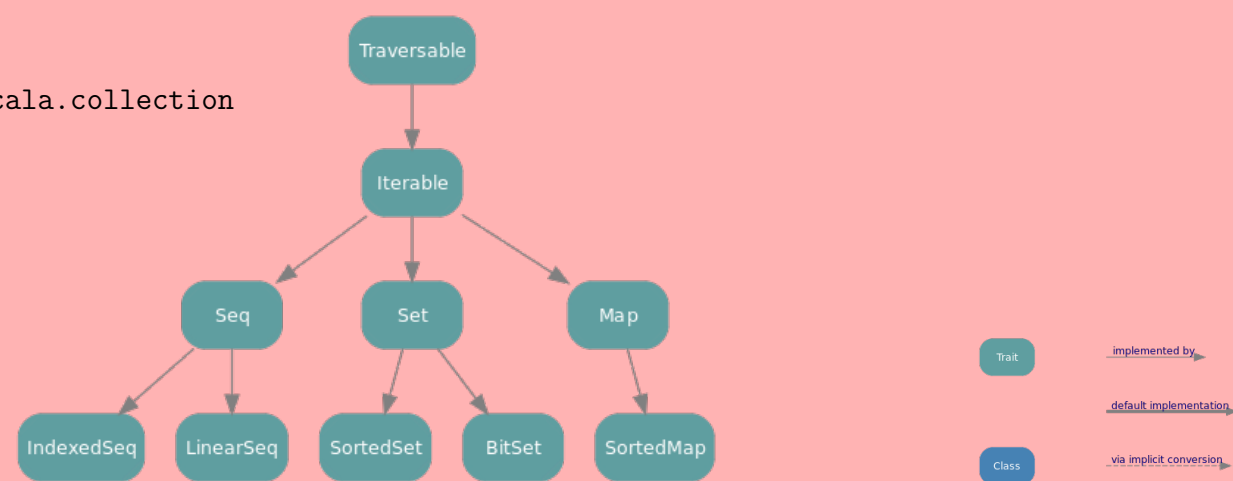 Traversable
cala.collection
Iterable
Seq
Set
Map
Trait
implemented by
default implementation
IndexedSeq
LinearSeq
SortedSet
BitSet
SortedMap
Class
via implicit conversion